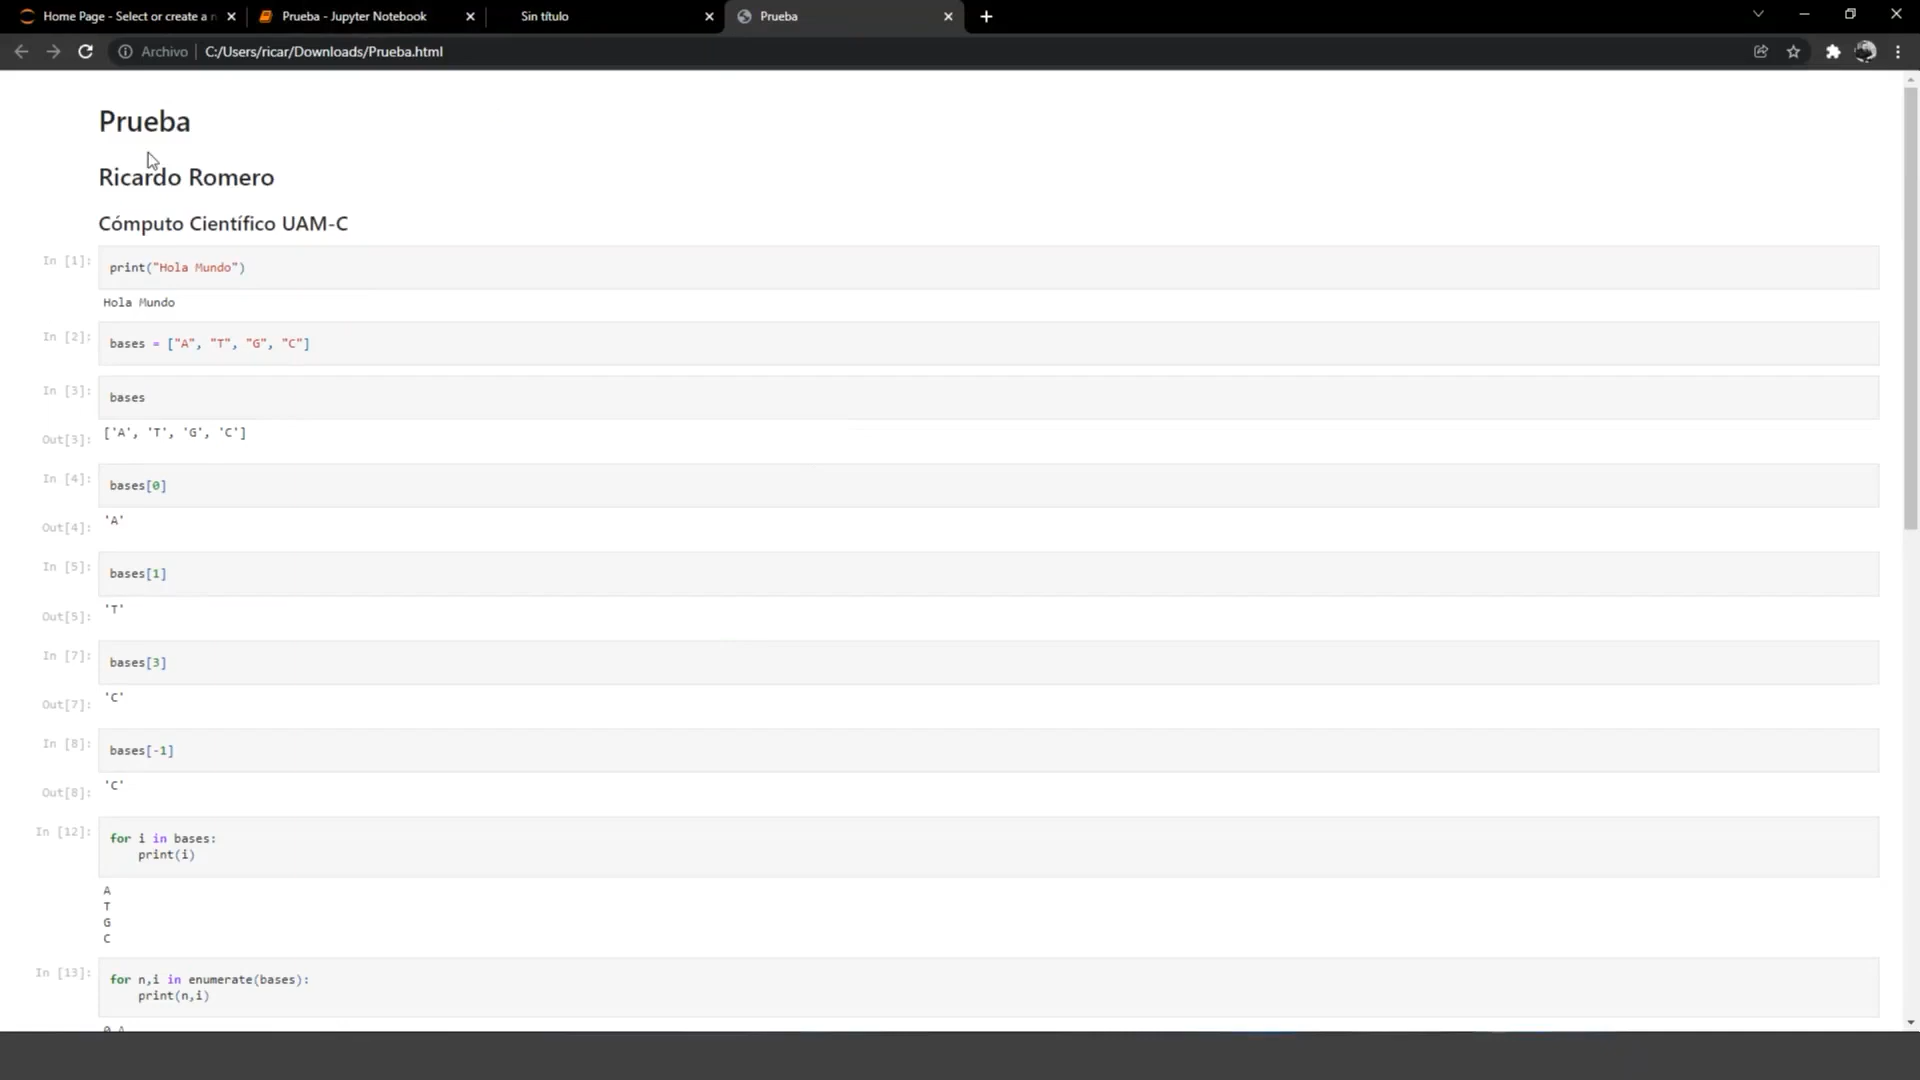 Home Page - Select or create a n
Prueba - Jupyter Notebook
Sin título
Prueba
Archivo
C:/Users/ricar/Downloads/Prueba.html
Prueba
Ricardo Romero
Cómputo Científico UAM-C
In [1]:
print("Hola Mundo")
Hola Mundo
In [2]:
bases = ["A", "T", "G", "C"]
In [3]:
bases
Out[3]:
['A', 'T', 'G', 'C']
In [4]:
bases[0]
Out[4]:
'A'
In [5]:
bases[1]
Out[5]:
'T'
In [7]:
bases[3]
Out[7]:
'C'
In [8]:
bases[-1]
Out[8]:
'C'
In [12]:
for i in bases:
    print(i)
A
T
G
C
In [13]:
for n,i in enumerate(bases):
    print(n,i)
0 A